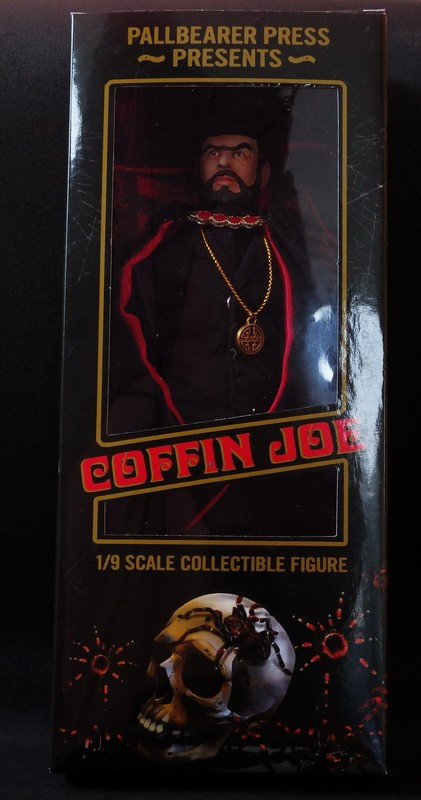 PALLBEARER PRESS
~ PRESENTS ~
COFFIN JOE
1/9 SCALE COLLECTIBLE FIGURE